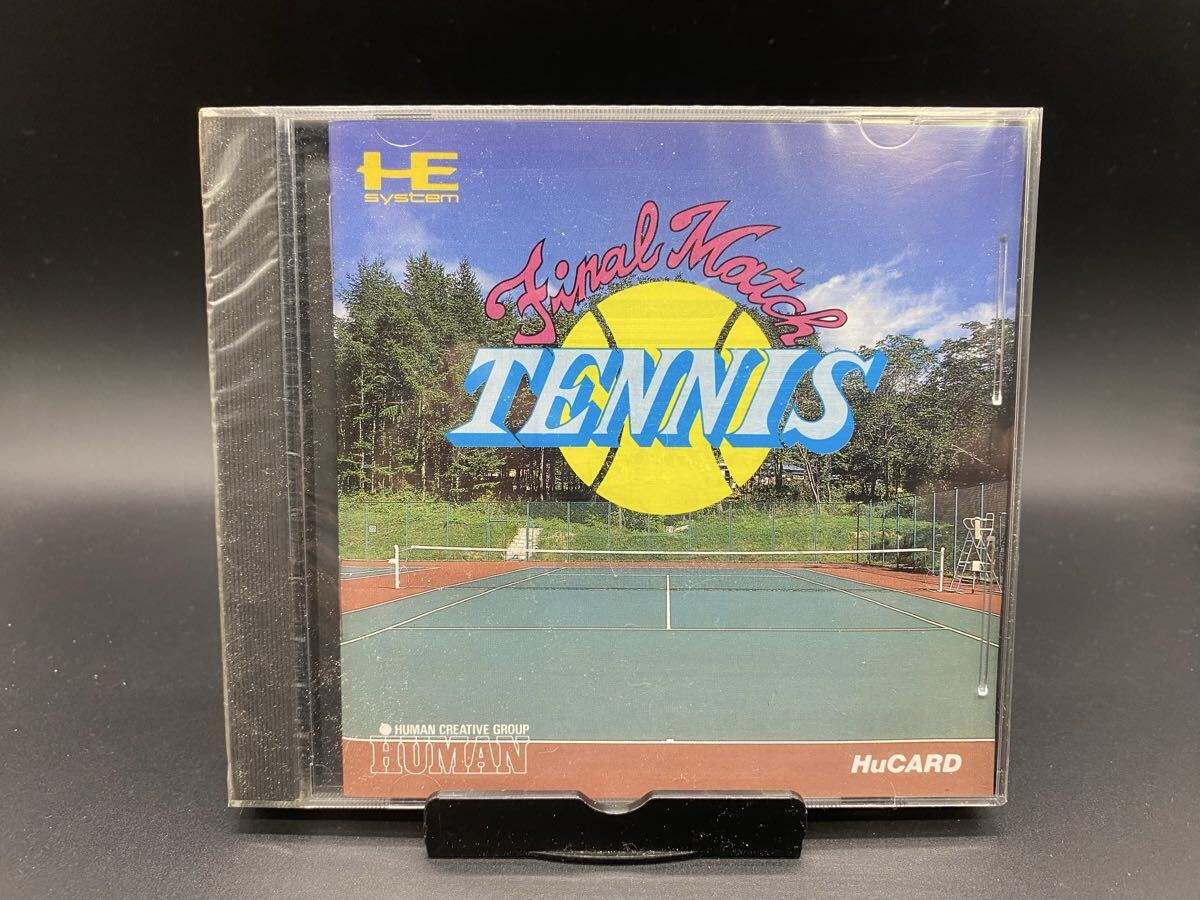 HE
system
Final Match
TENNIS
HUMAN CREATIVE GROUP
HUMAN
HuCARD